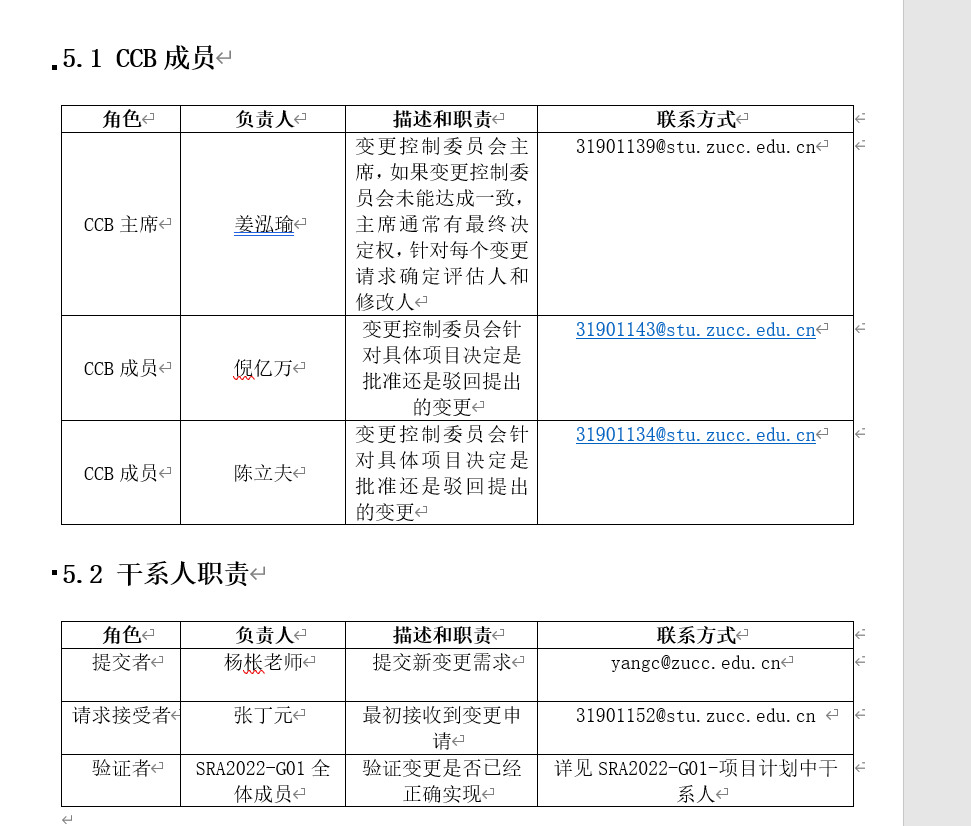 5.1 CCB 成员
角色 负责人 描述和职责 联系方式
变更控制委员会主 31901139@stu.zucc.edu.cn
席,如果变更控制委
员会未能达成一致,
CCB 主席 姜泓瑜 主席通常有最终决
定权,针对每个变更
请求确定评估人和
修改人
变更控制委员会针 31901143@stu.zucc.edu.cn
对具体项目决定是
CCB 成员 倪亿万 批准还是驳回提出
的变更
变更控制委员会针 31901134@stu.zucc.edu.cn
对具体项目决定是
CCB 成员 陈立夫 批准还是驳回提出
的变更
5.2 干系人职责
角色 负责人 描述和职责 联系方式
提交者 杨枨老师 提交新变更需求 yangc@zucc.edu.cn
请求接受者 张丁元 最初接收到变更申 31901152@stu.zucc.edu.cn
请
验证者 SRA2022-G01 全 验证变更是否已经 详见 SRA2022-G01-项目计划中干
体成员 正确实现 系人